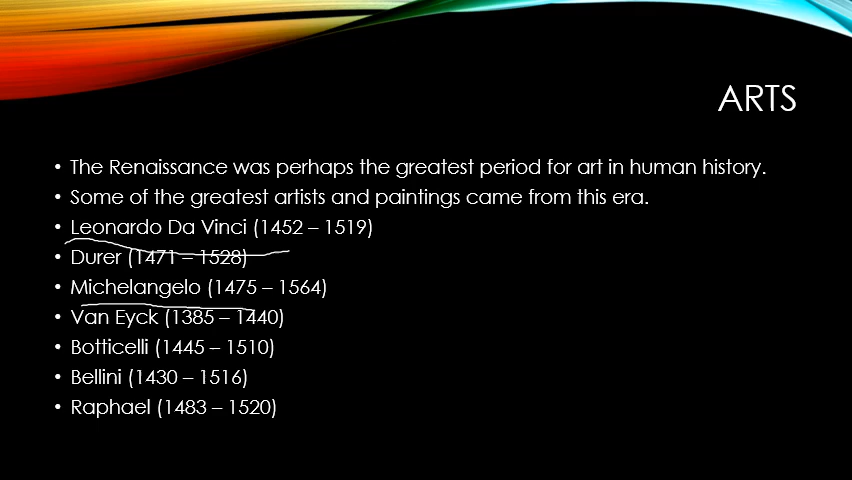 ARTS
• The Renaissance was perhaps the greatest period for art in human history.
• Some of the greatest artists and paintings came from this era.
• Leonardo Da Vinci (1452 – 1519)
• Durer (1471 – 1528)
• Michelangelo (1475 – 1564)
• Van Eyck (1385 – 1440)
• Botticelli (1445 – 1510)
• Bellini (1430 – 1516)
• Raphael (1483 – 1520)